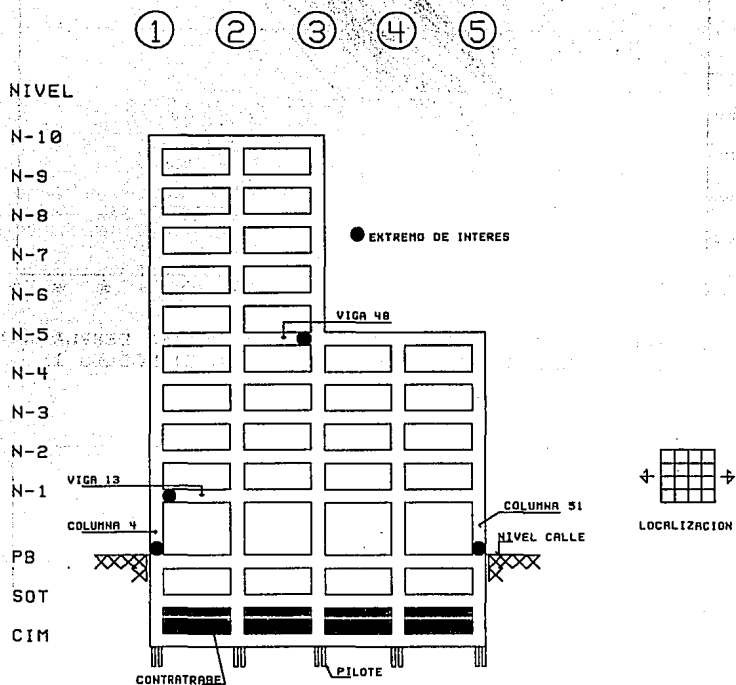 1 2 3 4 5
NIVEL
N-10
N-9
N-8
EXTREMO DE INTERES
N-7
N-6
VIGA 48
N-5
N-4
N-3
N-2
N-1
VIGA 13
COLUMNA 4
COLUMNA 51
LOCALIZACION
NIVEL CALLE
PB
SOT
CIM
PILOTE
CONTRATRABE